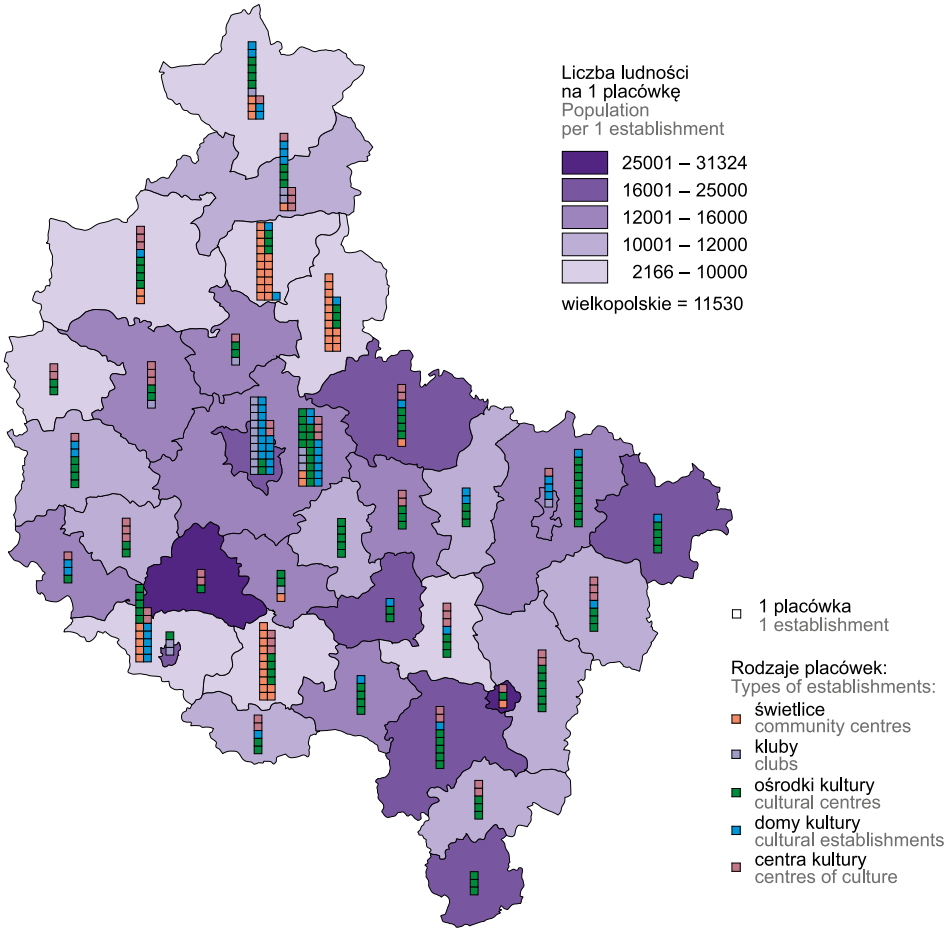 Liczba ludności
na 1 placówkę
Population
per 1 establishment
25001 – 31324
16001 – 25000
12001 – 16000
10001 – 12000
2166 – 10000
wielkopolskie = 11530
1 placówka
1 establishment
Rodzaje placówek:
Types of establishments:
świetlice
community centres
kluby
clubs
ośrodki kultury
cultural centres
domy kultury
cultural establishments
centra kultury
centres of culture